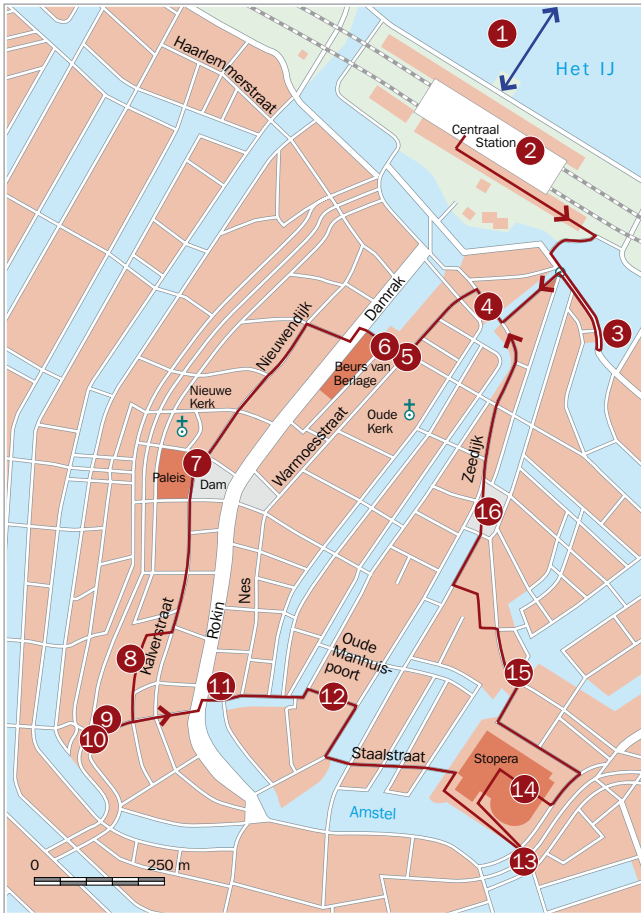 1
Het IJ
Haarlemmerstraat
Centraal
Station
2
3
4
Damrak
Nieuwendijk
6
5
Beurs van
Berlage
Nieuwe
Kerk
Oude
Kerk
Warmoesstraat
Zeedijk
7
Paleis
Dam
16
Nes
Rokin
Kalverstraat
8
Oude
Manhuis-
poort
15
11
12
9
10
Staalstraat
Stopera
14
Amstel
13
0
250 m